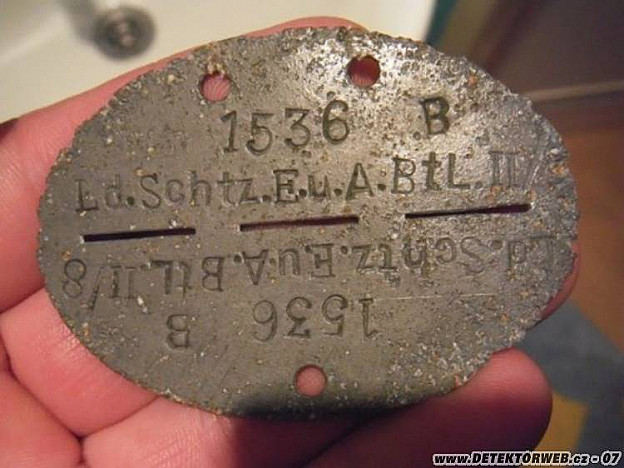 1536 B
Ld.Schtz.E.u.A.BtL.II/
Ld.Schtz.E.u.A.BtL.II/8
1536 B
www.DETEKTORWEB.cz - 07